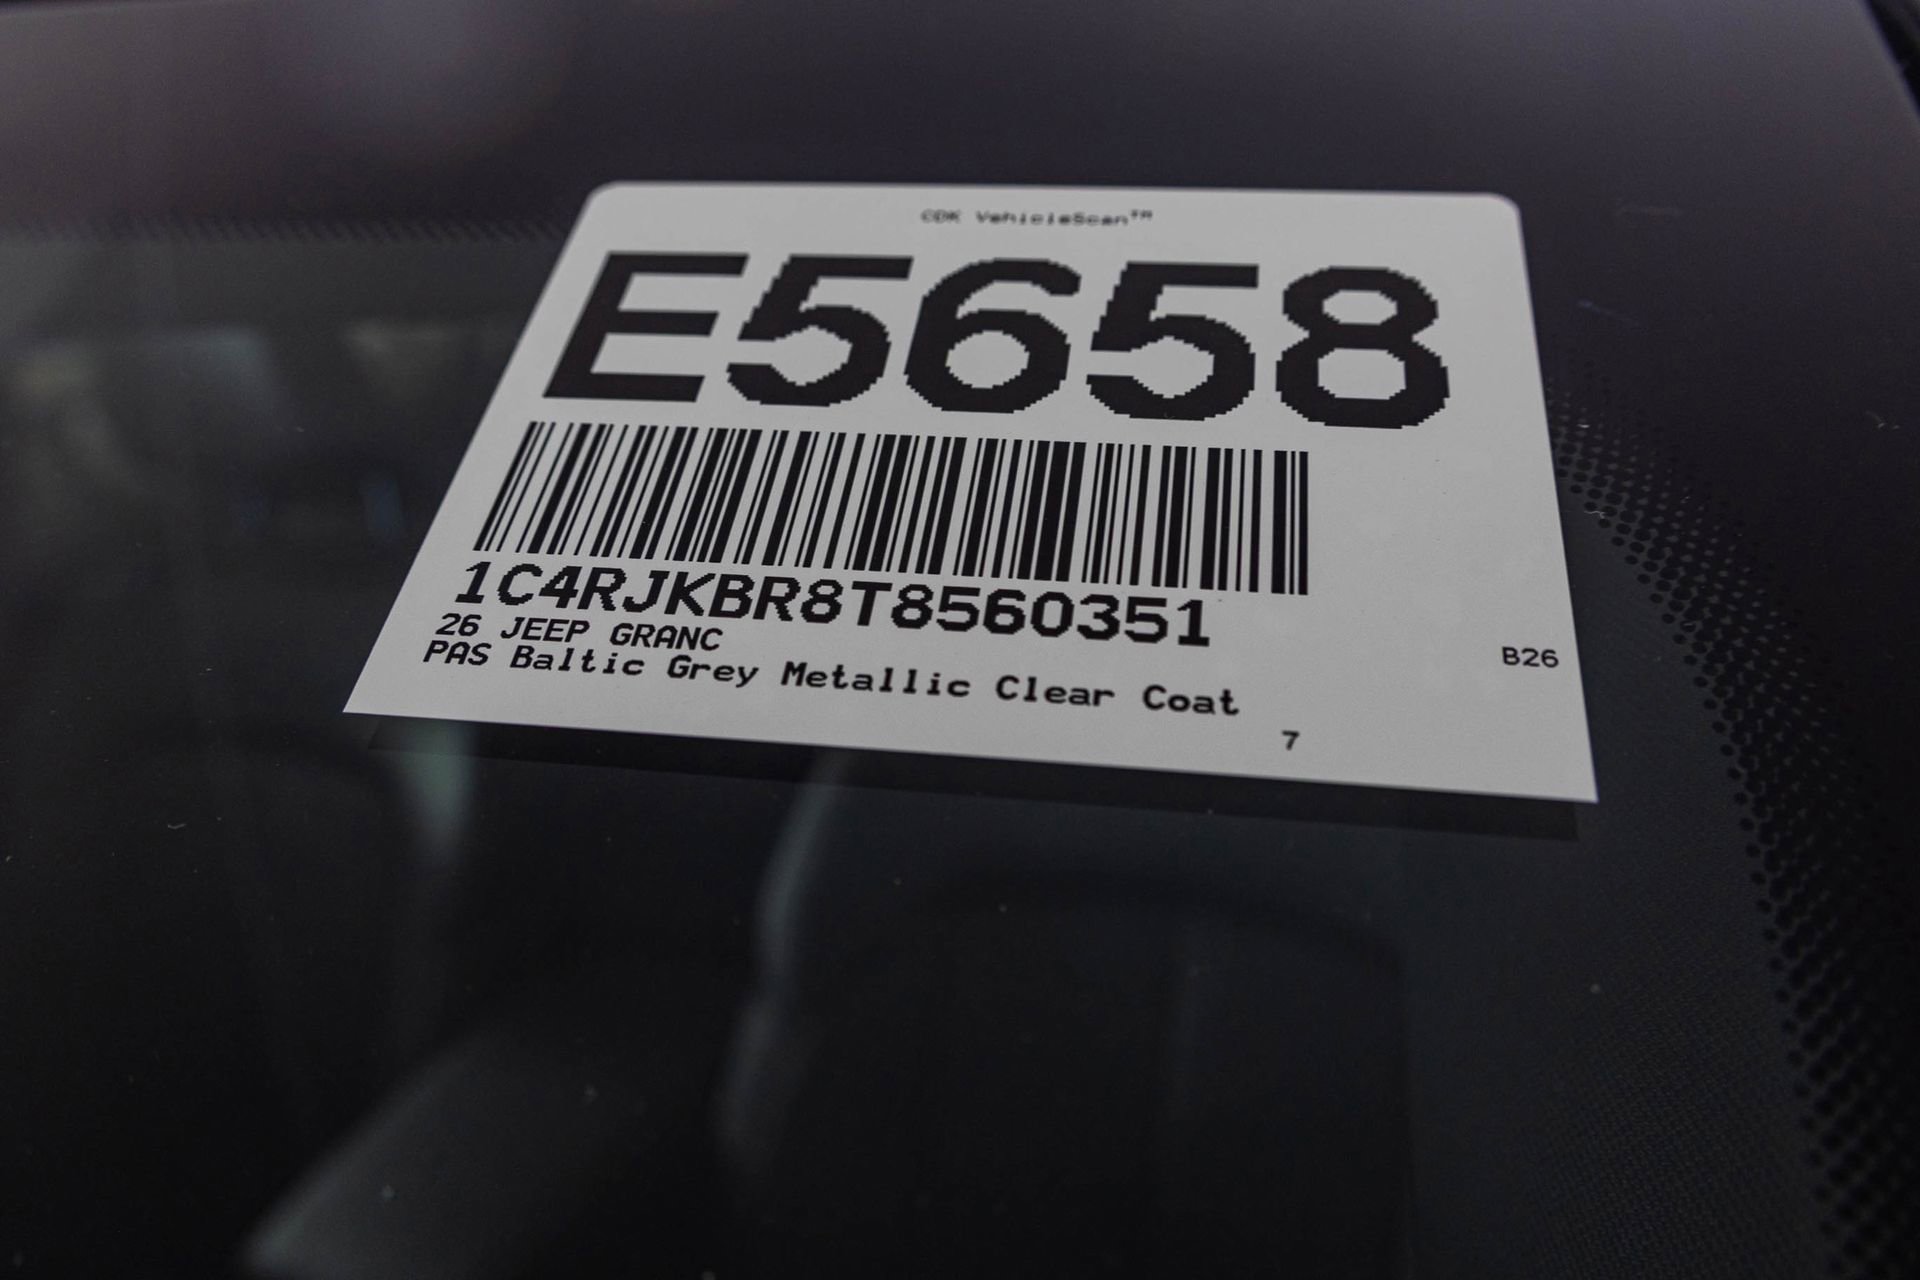 CDK VehicleScan™
E5658
1C4RJKBR8T8560351
26 JEEP GRANC
PAS Baltic Grey Metallic Clear Coat
B26
7